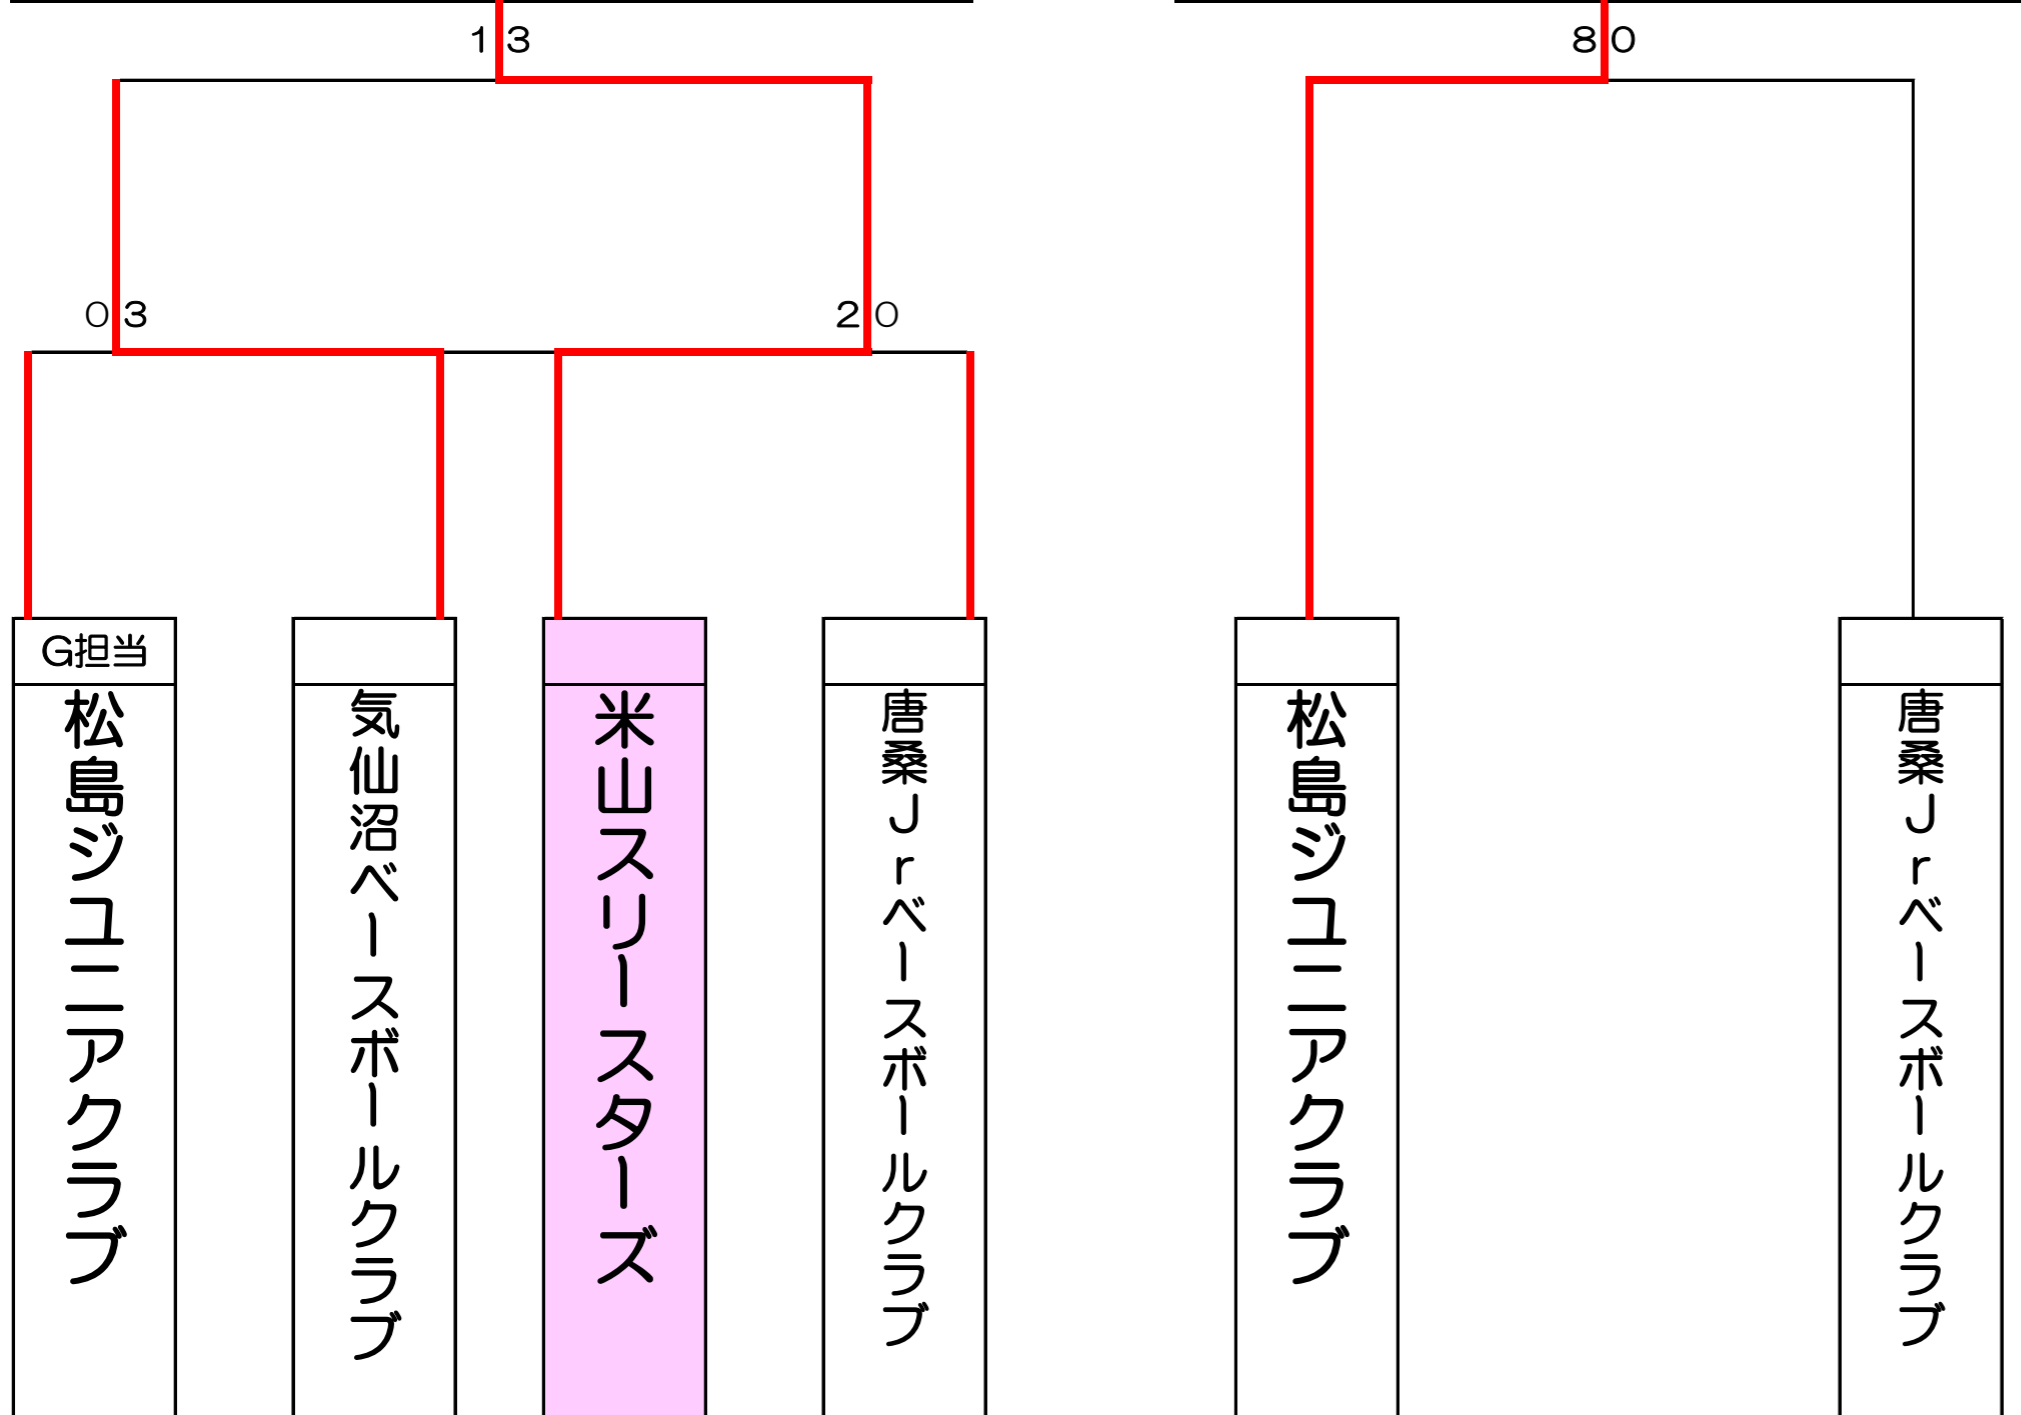 1 3
8 0
0 3
2 0
G担当
松島ジュニアクラブ
気仙沼ベースボールクラブ
米山スリースターズ
唐桑Jrベースボールクラブ
松島ジュニアクラブ
唐桑Jrベースボールクラブ